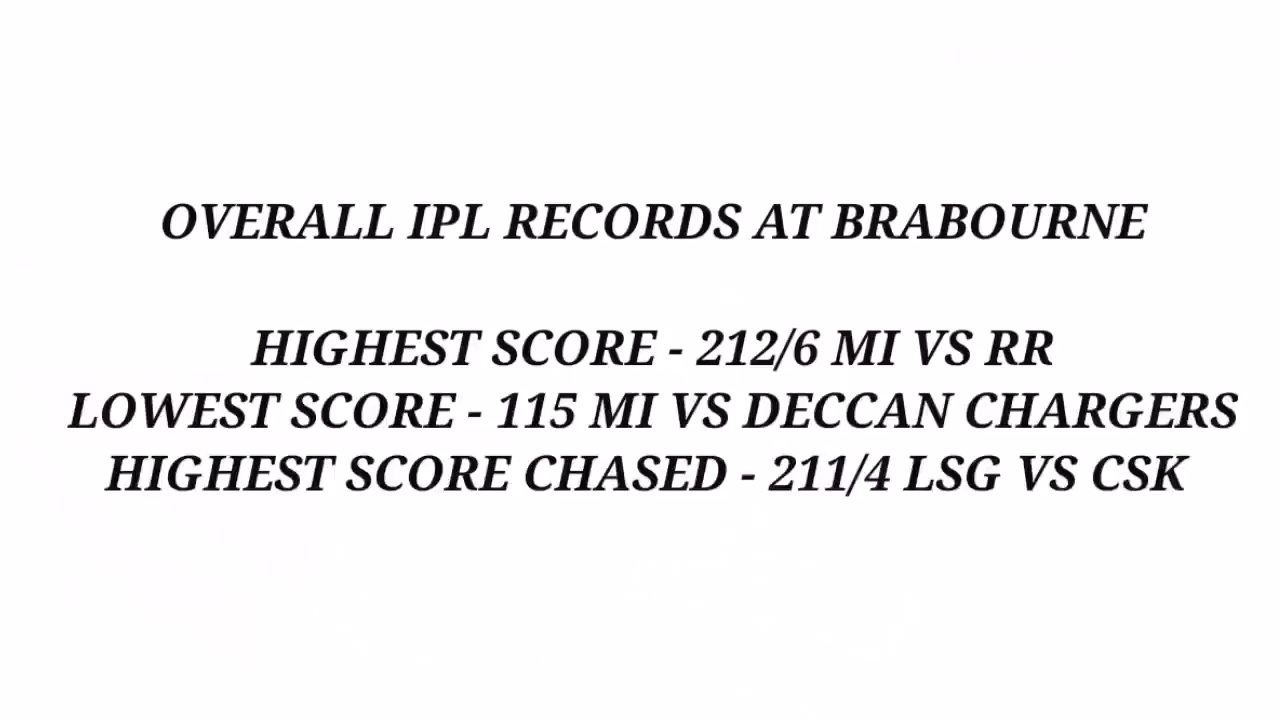 OVERALL IPL RECORDS AT BRABOURNE
HIGHEST SCORE - 212/6 MI VS RR
LOWEST SCORE - 115 MI VS DECCAN CHARGERS
HIGHEST SCORE CHASED - 211/4 LSG VS CSK